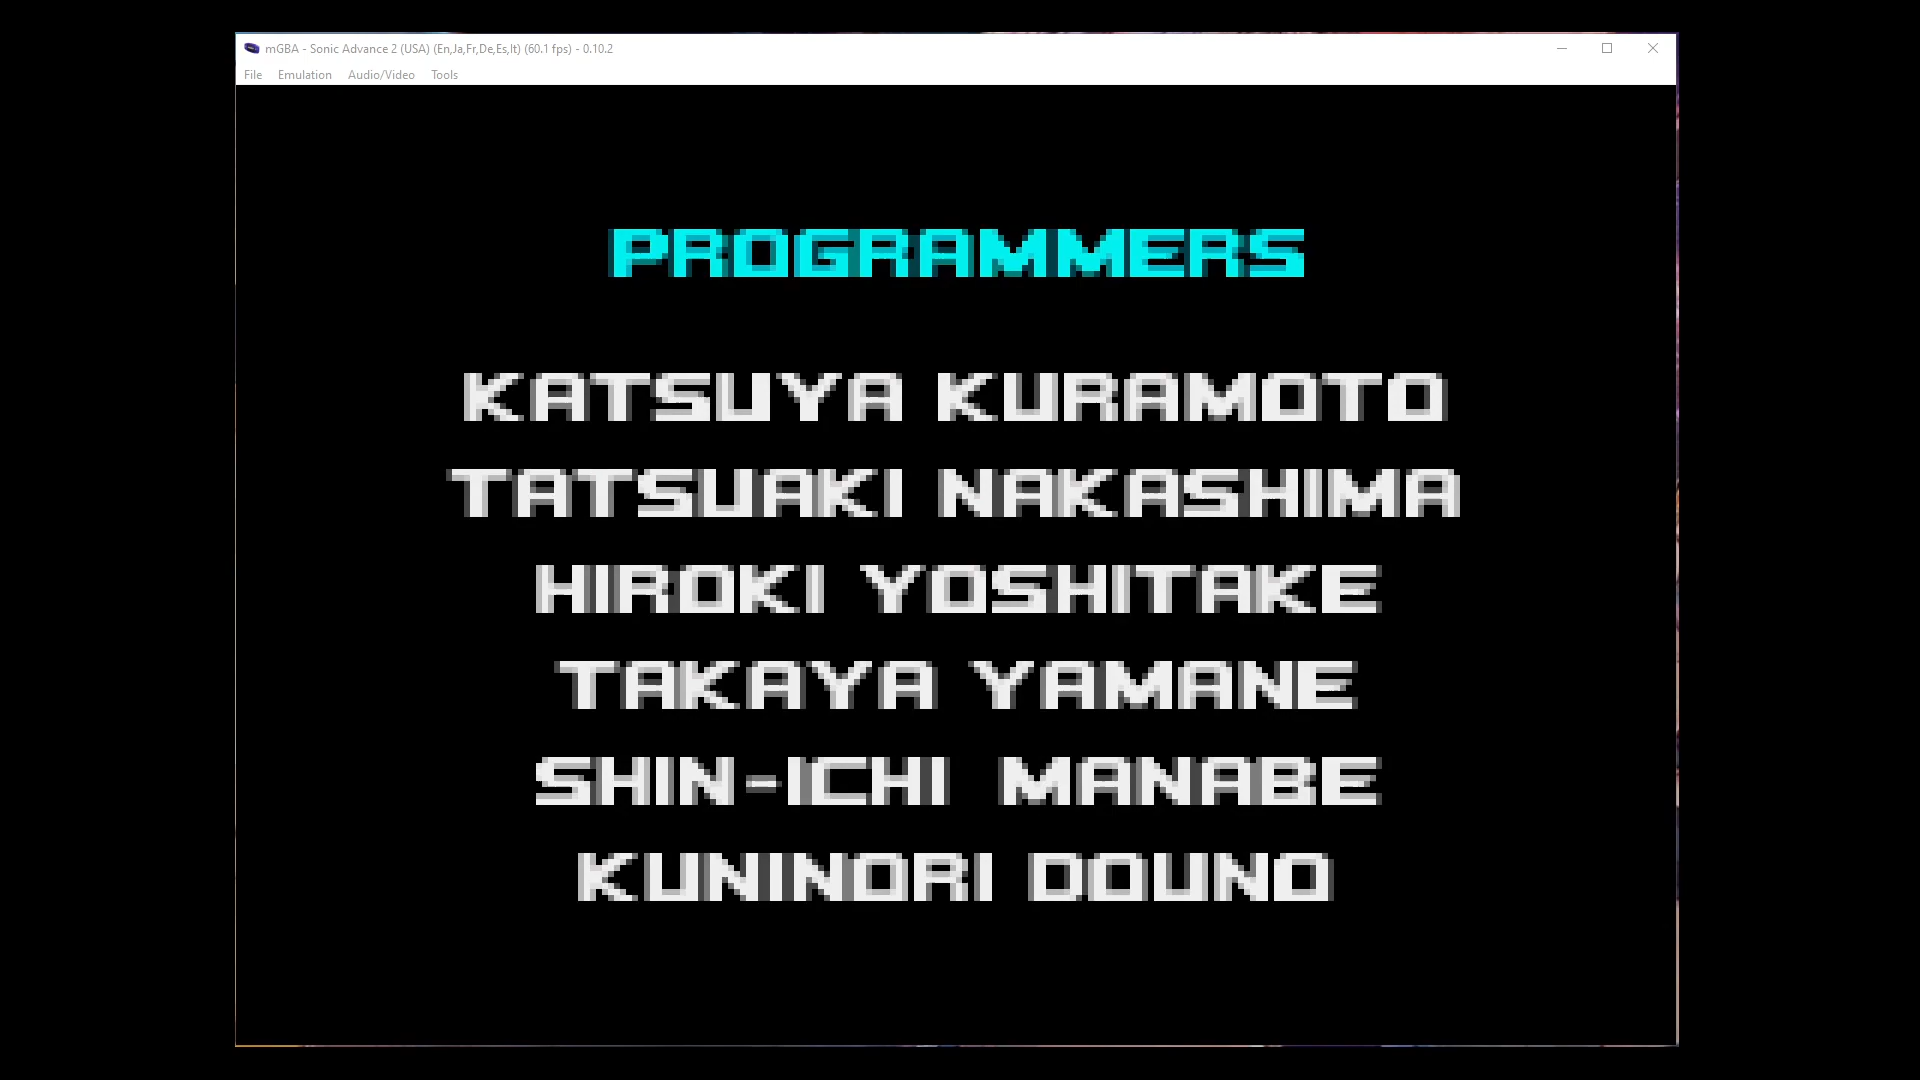 mGBA - Sonic Advance 2 (USA) (En,Ja,Fr,De,Es,It) (60.1 fps) - 0.10.2
File Emulation Audio/Video Tools
PROGRAMMERS
KATSUYA KURAMOTO
TATSUAKI NAKASHIMA
HIROKI YOSHITAKE
TAKAYA YAMANE
SHIN-ICHI MANABE
KUNINORI DOUNO